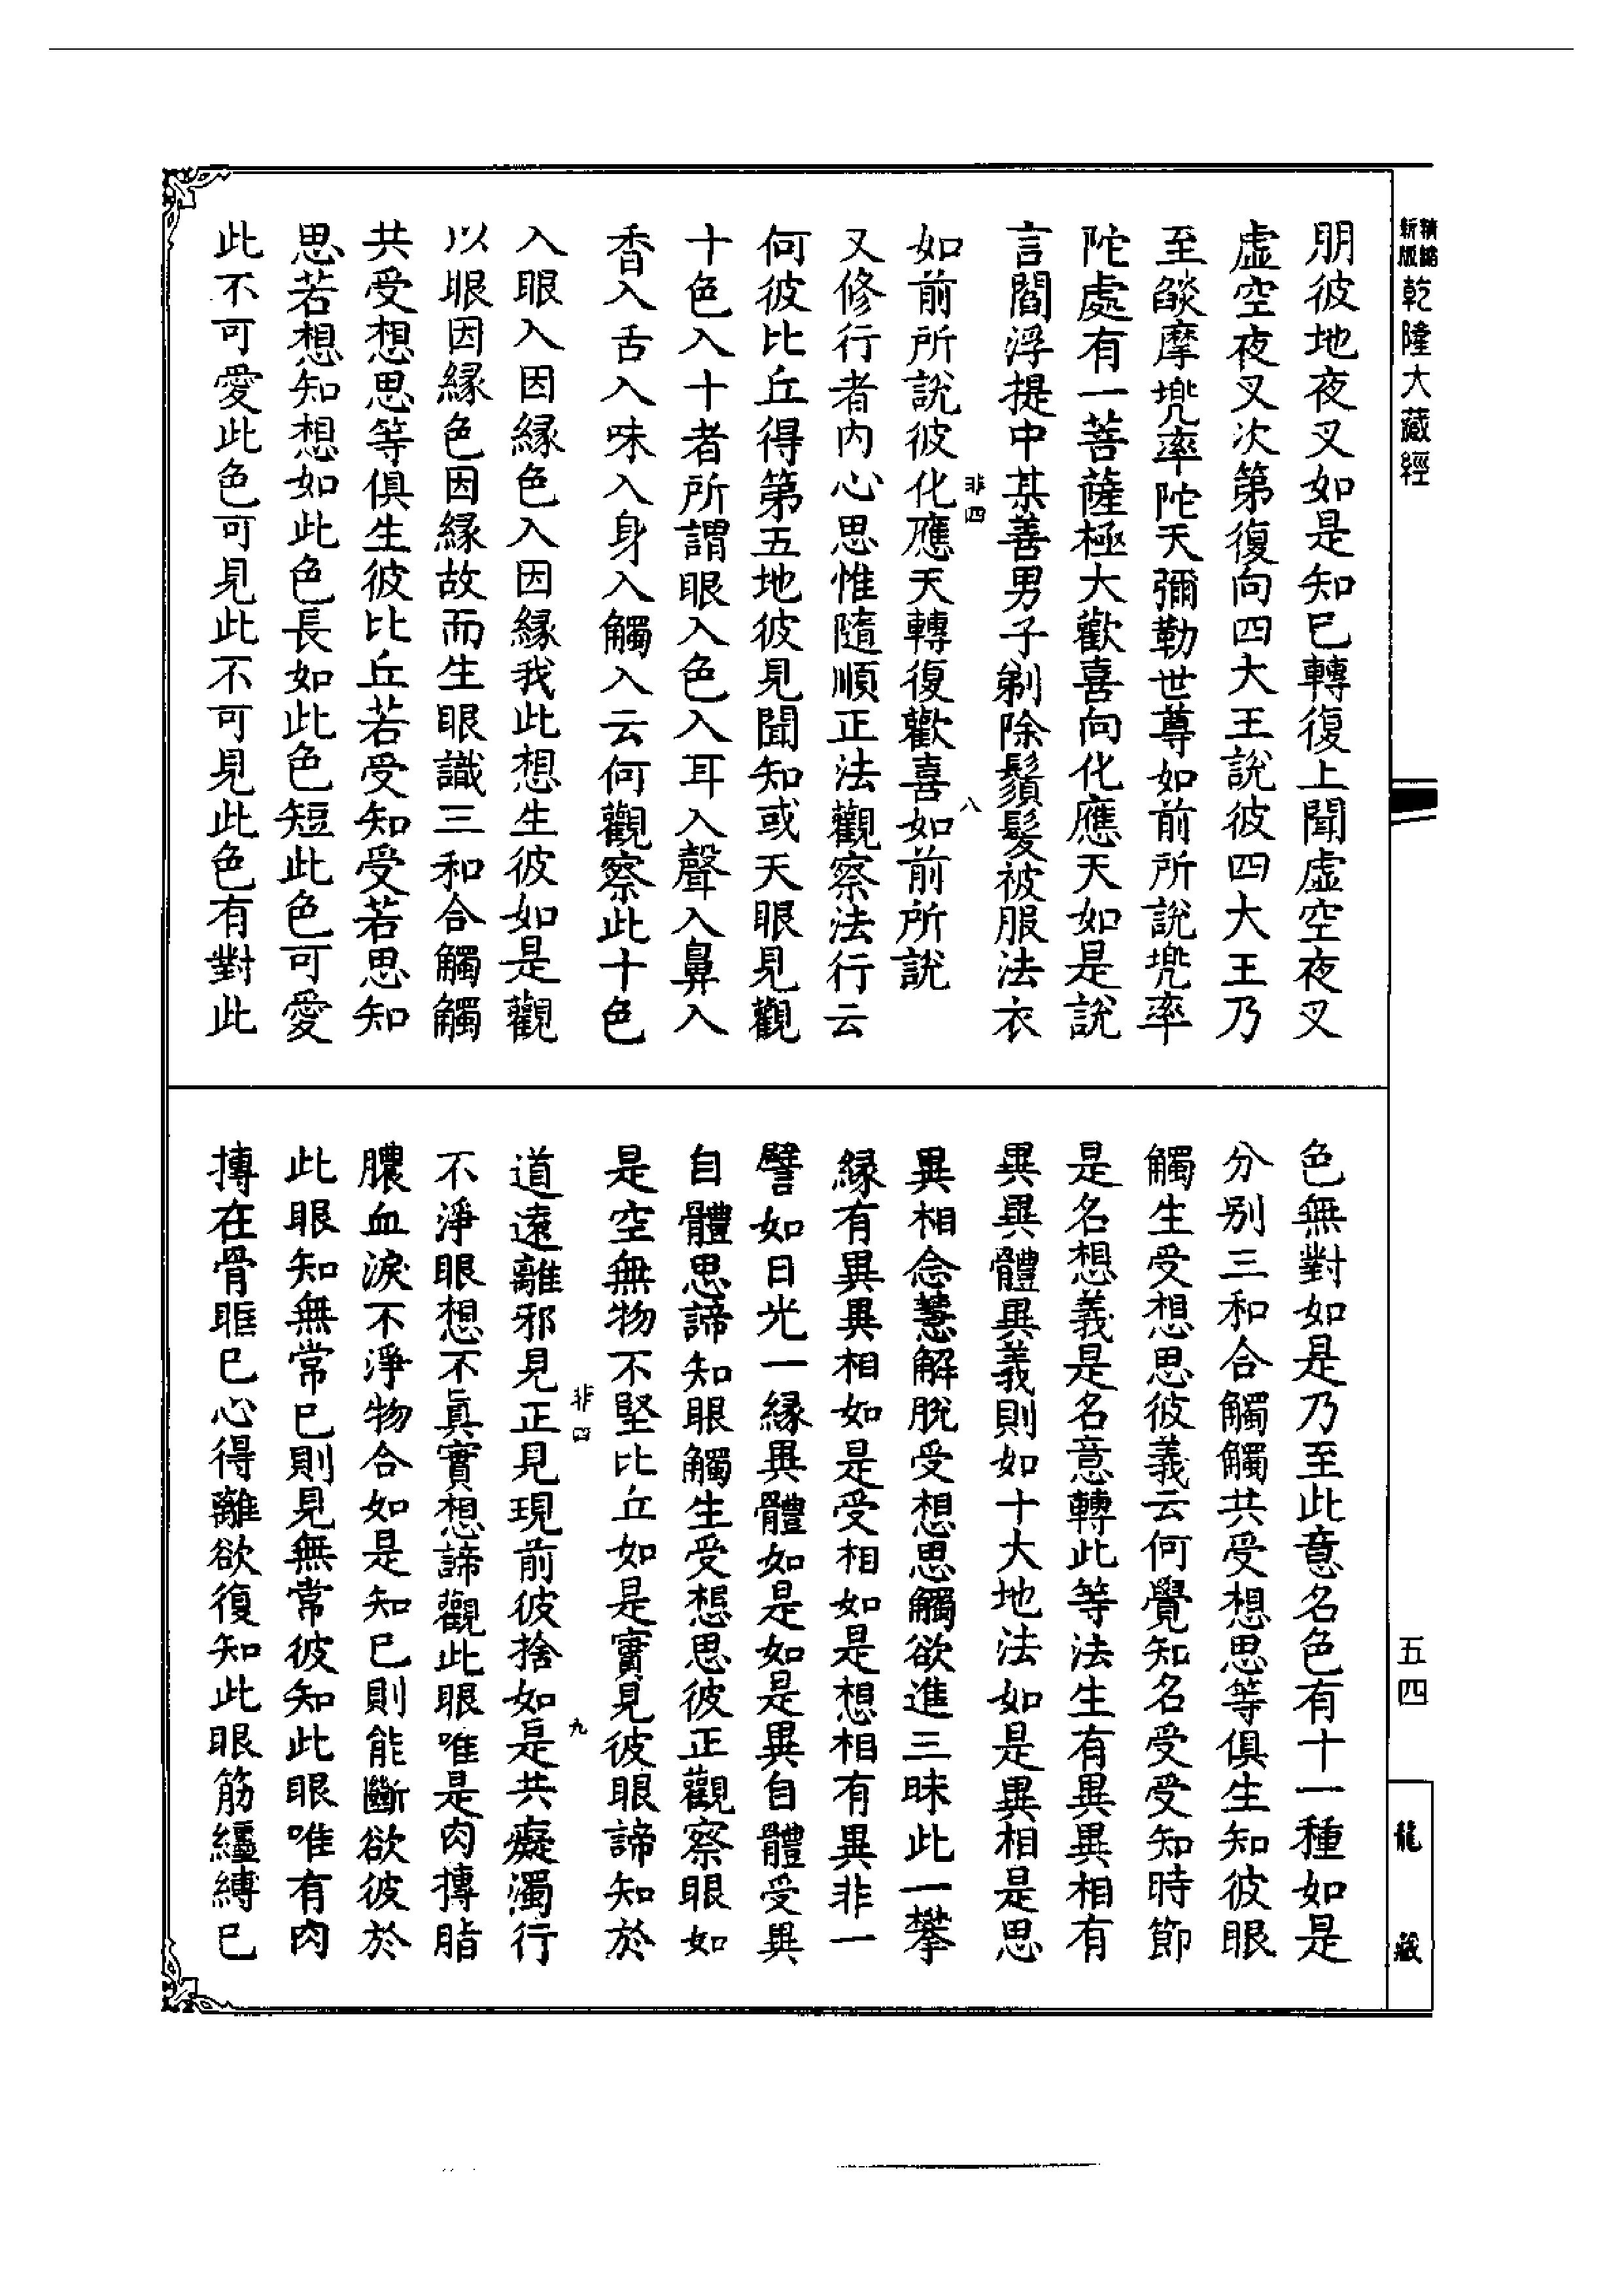 精縮新版乾隆大藏經
朋彼地夜叉如是知已轉復上聞虛空夜叉
虛空夜叉次第復向四大王說彼四大王乃
至𦦨摩兜率陀天彌勒世尊如前所說兜率
陀處有一菩薩極大歡喜向化應天如是說
言閻浮提中某善男子剃除鬚髮被服法衣
如前所說彼化應天轉復歡喜如前所說
非四 八
又修行者內心思惟隨順正法觀察法行云
何彼比丘得第五地彼見聞知或天眼見觀
十色入十者所謂眼入色入耳入聲入鼻入
香入舌入味入身入觸入云何觀察此十色
入眼入因緣色入因緣我此想生彼如是觀
以眼因緣色因緣故而生眼識三和合觸觸
共受想思等俱生彼比丘若受知受若思知
思若想知想如此色長如此色短此色可愛
此不可愛此色可見此不可見此色有對此
色無對如是乃至此意名色有十一種如是
分別三和合觸觸共受想思等俱生知彼眼
觸生受想思彼義云何覺知名受受知時節
是名想義是名意轉此等法生有異異相有
異異體異義則如十大地法如是異相是思
異相念慧解脫受想思觸欲進三昧此一攀
緣有異異相如是受相如是想相有異非一
譬如日光一緣異體如是如是異自體受異
自體思諦知眼觸生受想思彼正觀察眼如
是空無物不堅比丘如是實見彼眼諦知於
非四 九
道遠離邪見正見現前彼捨如是共癡濁行
不淨眼想不眞實想諦觀此眼唯是肉摶脂
膿血淚不淨物合如是知已則能斷欲彼於
此眼知無常已則見無常彼知此眼唯有肉
摶在骨眶已心得離欲復知此眼筋纏縛已
五四
龍藏